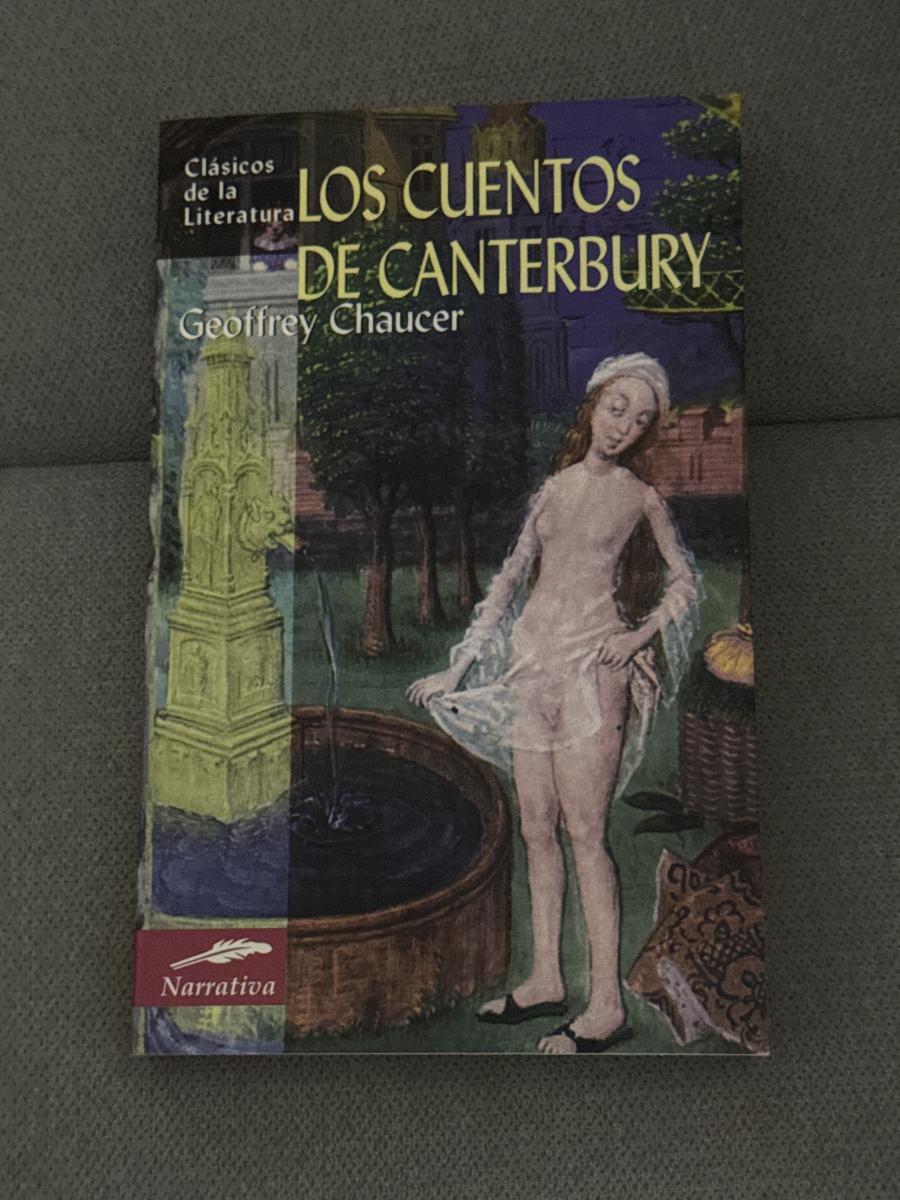 Clásicos
de la
Literatura
LOS CUENTOS
DE CANTERBURY
Geoffrey Chaucer
Narrativa